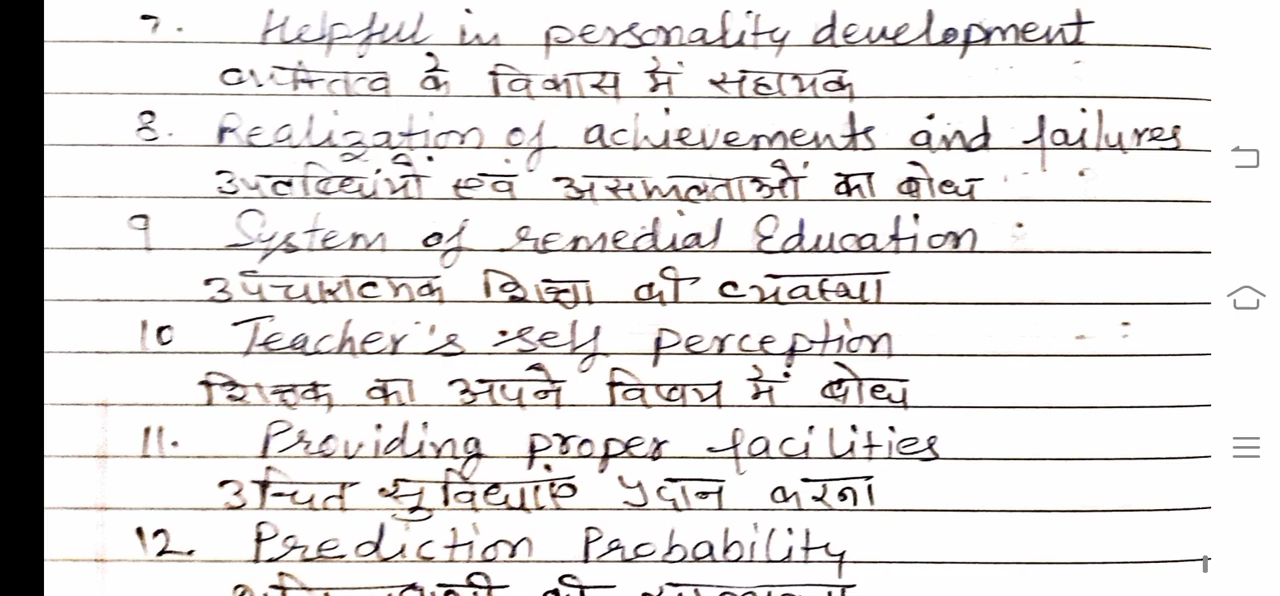 7. Helpful in personality development
व्यक्तित्व के विकास में सहायक
8. Realization of achievements and failures
उपलब्धियों एवं असफलताओं का बोध
9 System of remedial Education
उपचारात्मक शिक्षा की व्यवस्था
10 Teacher's self perception
शिक्षक का अपने विषय में बोध
11. Providing proper facilities
उचित सुविधाएं प्रदान करना
12. Prediction Probability